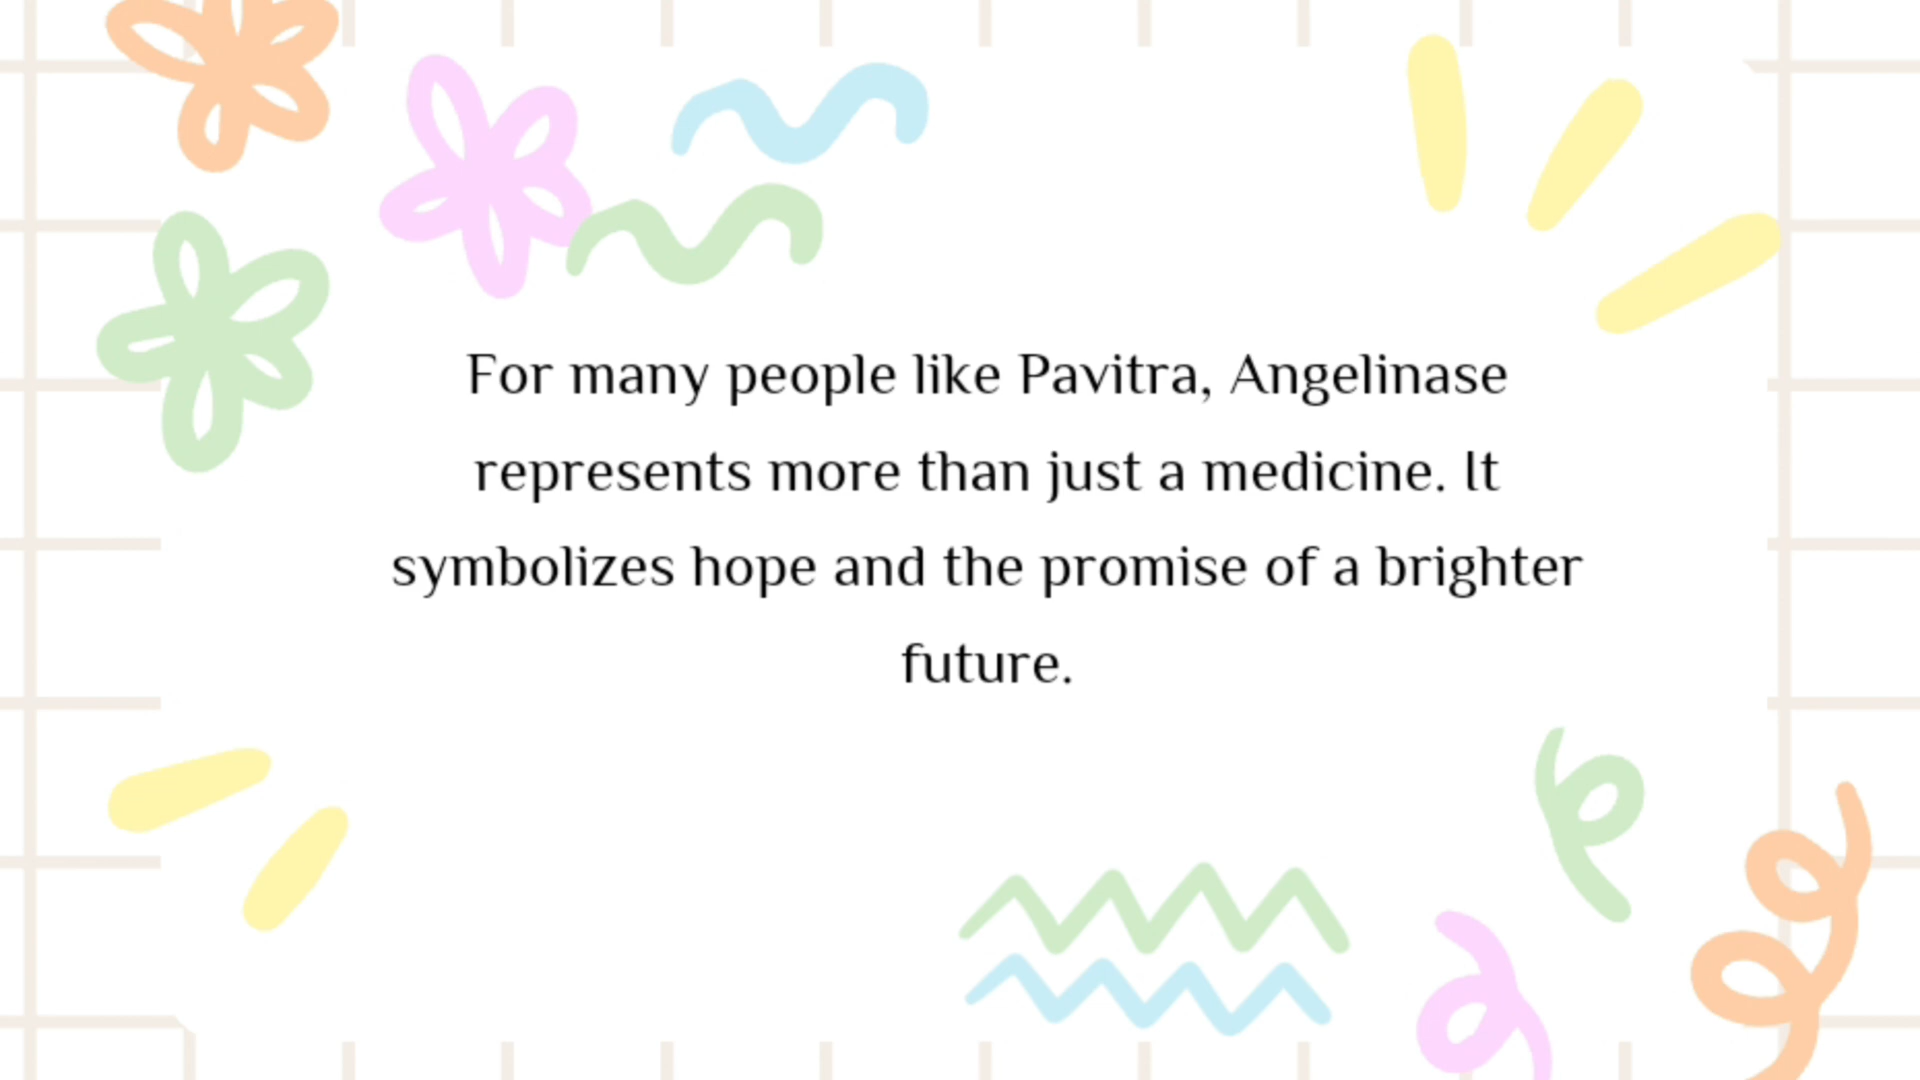 For many people like Pavitra, Angelinase
represents more than just a medicine. It
symbolizes hope and the promise of a brighter
future.